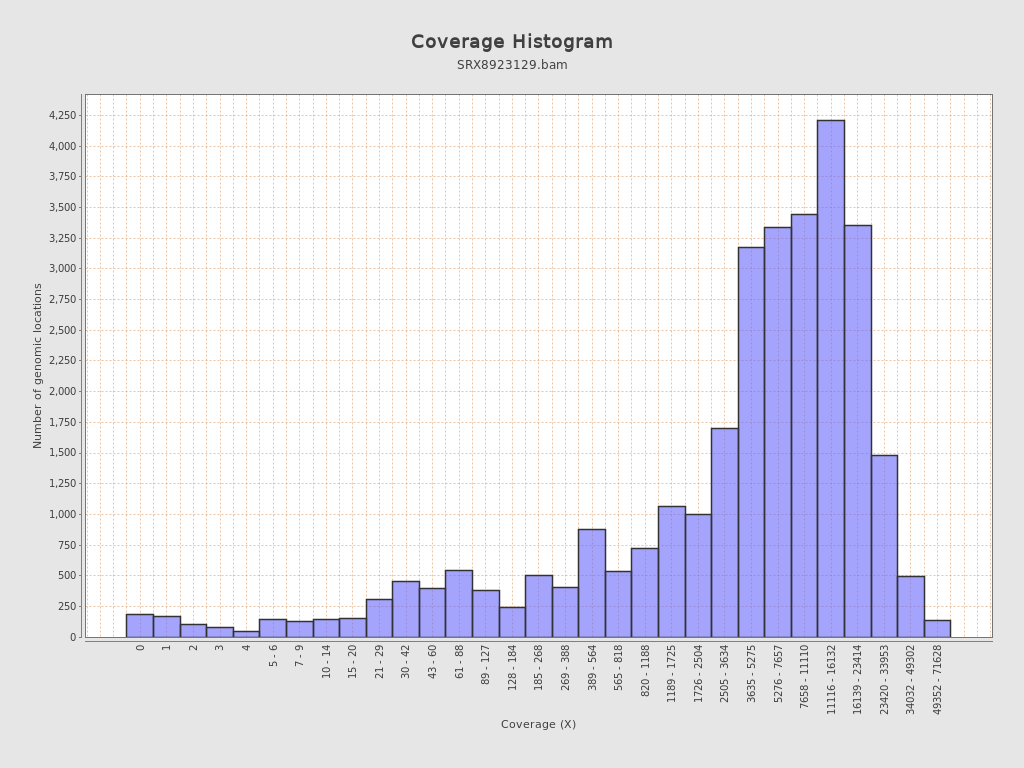 Coverage Histogram
SRX8923129.bam
Number of genomic locations
4,250
4,000
3,750
3,500
3,250
3,000
2,750
2,500
2,250
2,000
1,750
1,500
1,250
1,000
750
500
250
0
0
1
2
3
4
5 - 6
7 - 9
10 - 14
15 - 20
21 - 29
30 - 42
43 - 60
61 - 88
89 - 127
128 - 184
185 - 268
269 - 388
389 - 564
565 - 818
820 - 1188
1189 - 1725
1726 - 2504
2505 - 3634
3635 - 5275
5276 - 7657
7658 - 11110
11116 - 16132
16139 - 23414
23420 - 33953
34032 - 49302
49352 - 71628
Coverage (X)